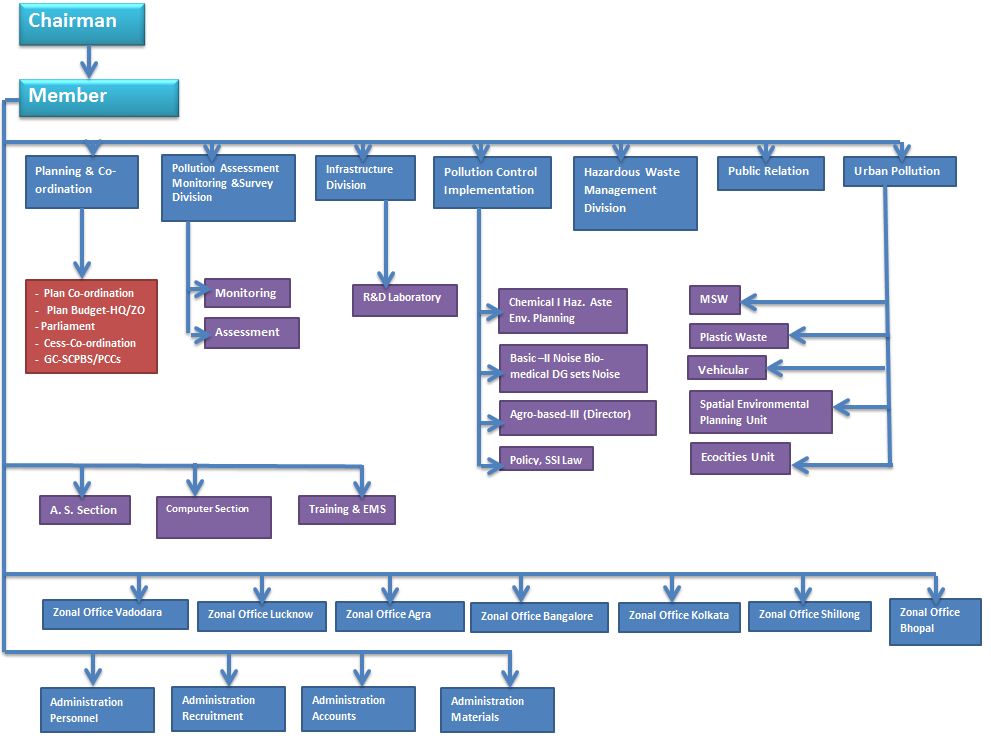 Chairman
Member
Planning & Co-
ordination
Pollution Assessment
Monitoring &Survey
Division
Infrastructure
Division
Pollution Control
Implementation
Hazardous Waste
Management
Division
Public Relation
Urban Pollution
- Plan Co-ordination
- Plan Budget-HQ/ZO
- Parliament
- Cess-Co-ordination
- GC-SCPBS/PCCs
Monitoring
Assessment
R&D Laboratory
Chemical I Haz. Aste
Env. Planning
Basic –II Noise Bio-
medical DG sets Noise
Agro-based-III (Director)
Policy, SSI Law
MSW
Plastic Waste
Vehicular
Spatial Environmental
Planning Unit
Ecocities Unit
A. S. Section
Computer Section
Training & EMS
Zonal Office Vadodara
Zonal Office Lucknow
Zonal Office Agra
Zonal Office Bangalore
Zonal Office Kolkata
Zonal Office Shillong
Zonal Office
Bhopal
Administration
Personnel
Administration
Recruitment
Administration
Accounts
Administration
Materials